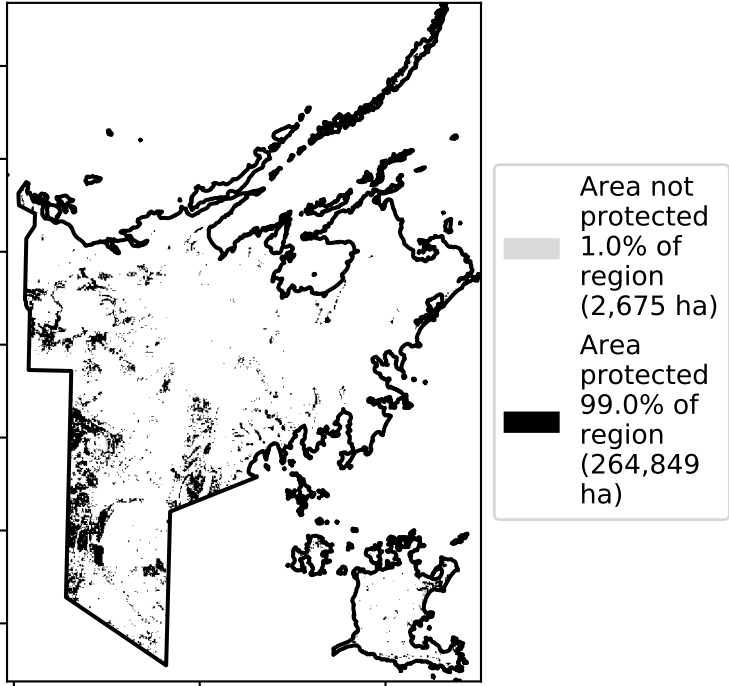 Area not
protected
1.0% of
region
(2,675 ha)
Area
protected
99.0% of
region
(264,849
ha)